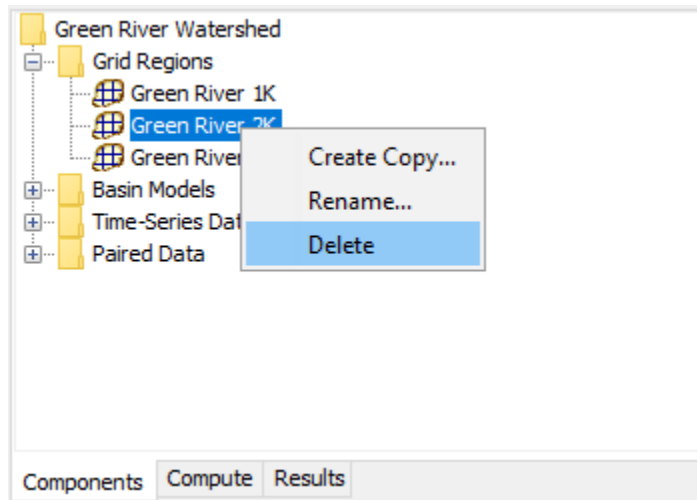 Green River Watershed
Grid Regions
Green River 1K
Green River 2K
Green River
Create Copy...
Basin Models
Rename...
Time-Series Dat
Delete
Paired Data
Components Compute Results